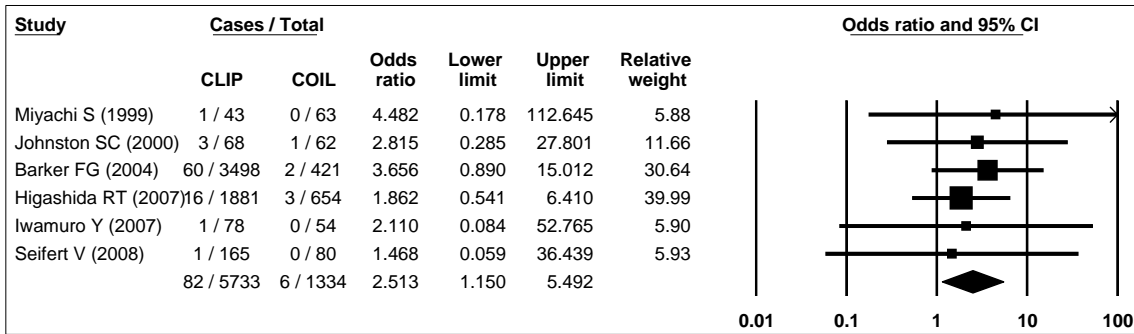 Study Cases / Total Odds ratio and 95% CI
Odds Lower Upper Relative
CLIP COIL ratio limit limit weight
Miyachi S (1999) 1 / 43 0 / 63 4.482 0.178 112.645 5.88
Johnston SC (2000) 3 / 68 1 / 62 2.815 0.285 27.801 11.66
Barker FG (2004) 60 / 3498 2 / 421 3.656 0.890 15.012 30.64
Higashida RT (2007) 16 / 1881 3 / 654 1.862 0.541 6.410 39.99
Iwamuro Y (2007) 1 / 78 0 / 54 2.110 0.084 52.765 5.90
Seifert V (2008) 1 / 165 0 / 80 1.468 0.059 36.439 5.93
82 / 5733 6 / 1334 2.513 1.150 5.492
0.01 0.1 1 10 100